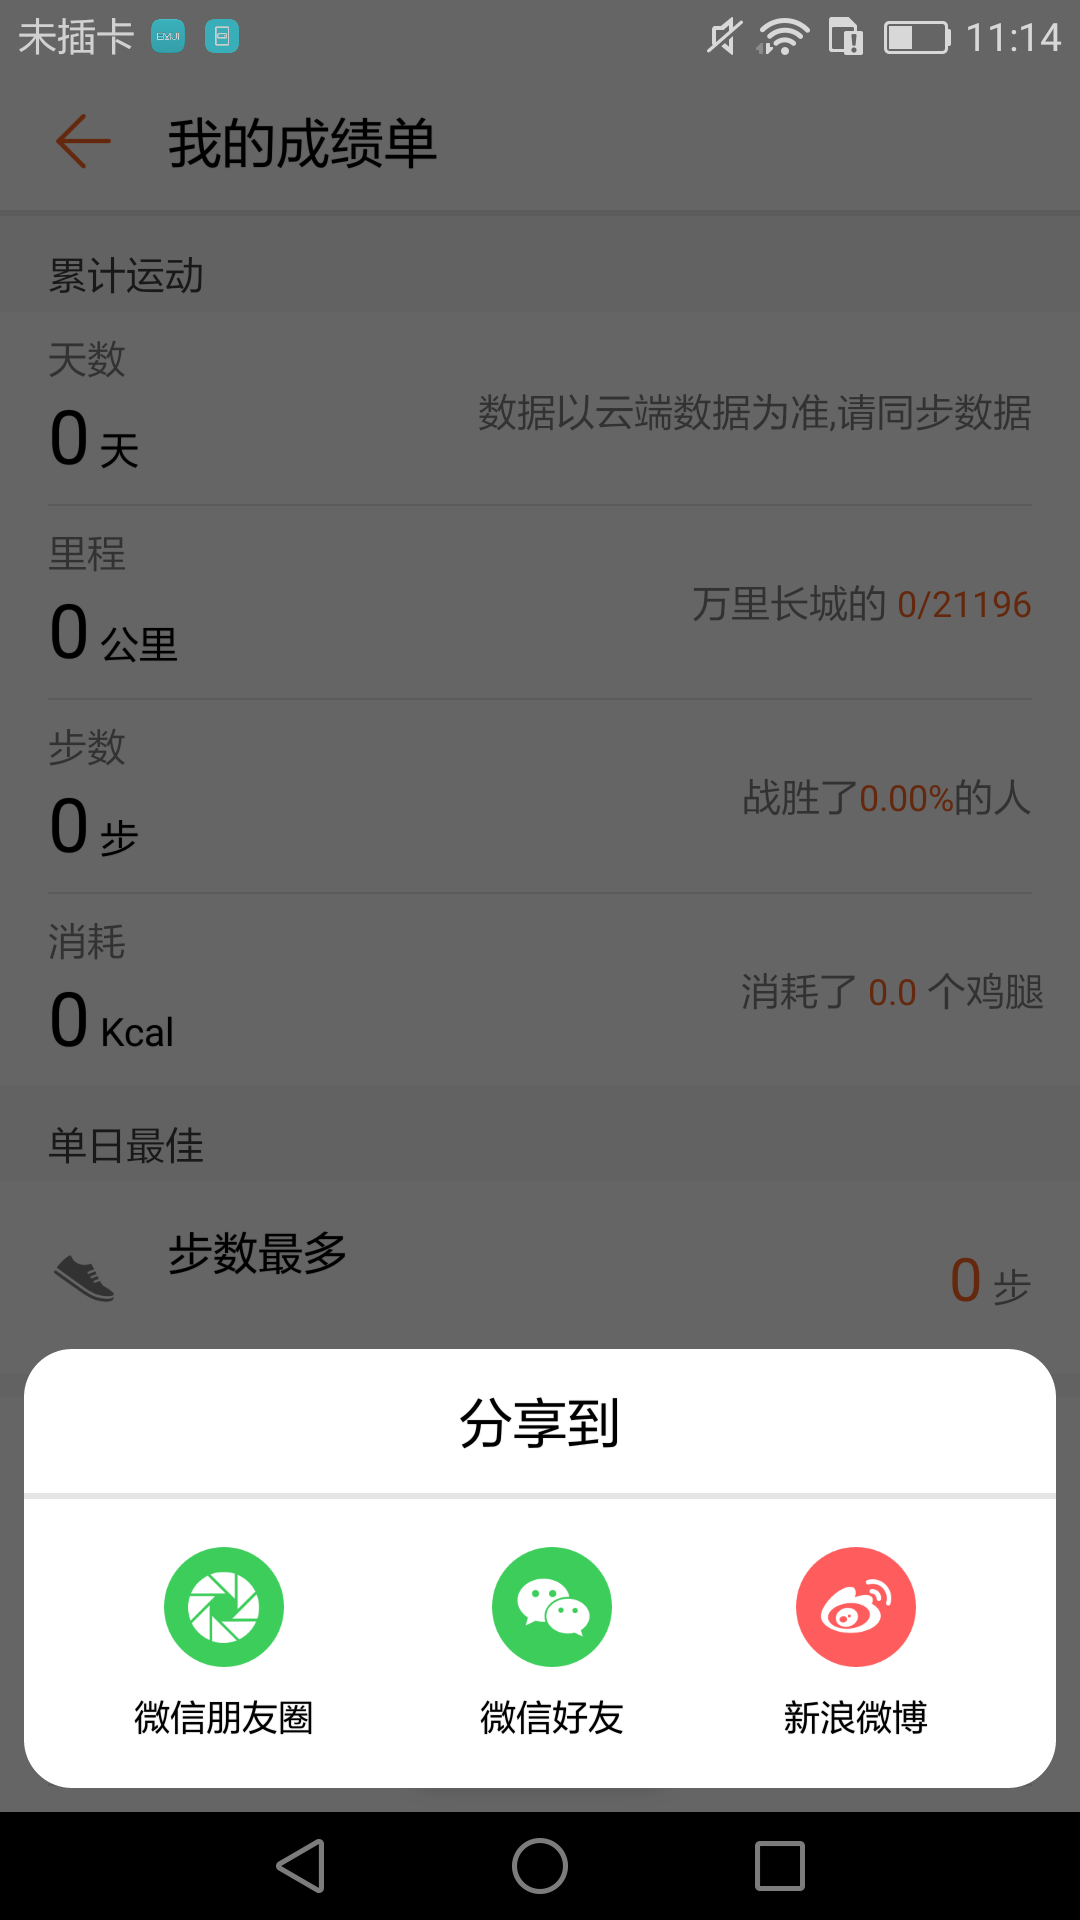 未插卡 EMUI 11:14
我的成绩单
累计运动
天数
0 天
数据以云端数据为准,请同步数据
里程
0 公里
万里长城的 0/21196
步数
0 步
战胜了0.00%的人
消耗
0 Kcal
消耗了 0.0 个鸡腿
单日最佳
步数最多
0 步
分享到
微信朋友圈
微信好友
新浪微博